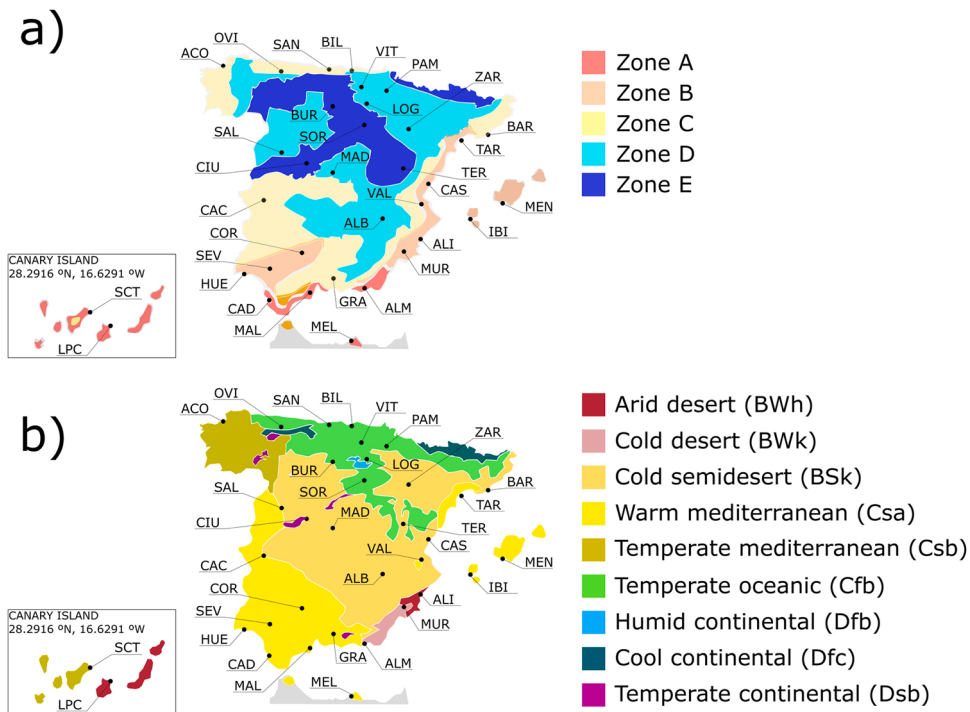 a)
OVI
SAN
BIL
VIT
ACO
PAM
ZAR
BUR
LOG
SOR
SAL
BAR
MAD
TAR
CIU
TER
VAL
CAS
CAC
MEN
ALB
IBI
COR
ALI
SEV
MUR
HUE
GRA
ALM
CAD
MAL
MEL
CANARY ISLAND
28.2916 ºN, 16.6291 ºW
SCT
LPC
Zone A
Zone B
Zone C
Zone D
Zone E
b)
OVI
SAN
BIL
ACO
VIT
PAM
ZAR
BUR
LOG
SOR
BAR
SAL
TAR
MAD
CIU
TER
CAS
VAL
CAC
MEN
ALB
IBI
COR
ALI
SEV
MUR
HUE
GRA
ALM
CAD
MAL
MEL
CANARY ISLAND
28.2916 ºN, 16.6291 ºW
SCT
LPC
Arid desert (BWh)
Cold desert (BWk)
Cold semidesert (BSk)
Warm mediterranean (Csa)
Temperate mediterranean (Csb)
Temperate oceanic (Cfb)
Humid continental (Dfb)
Cool continental (Dfc)
Temperate continental (Dsb)